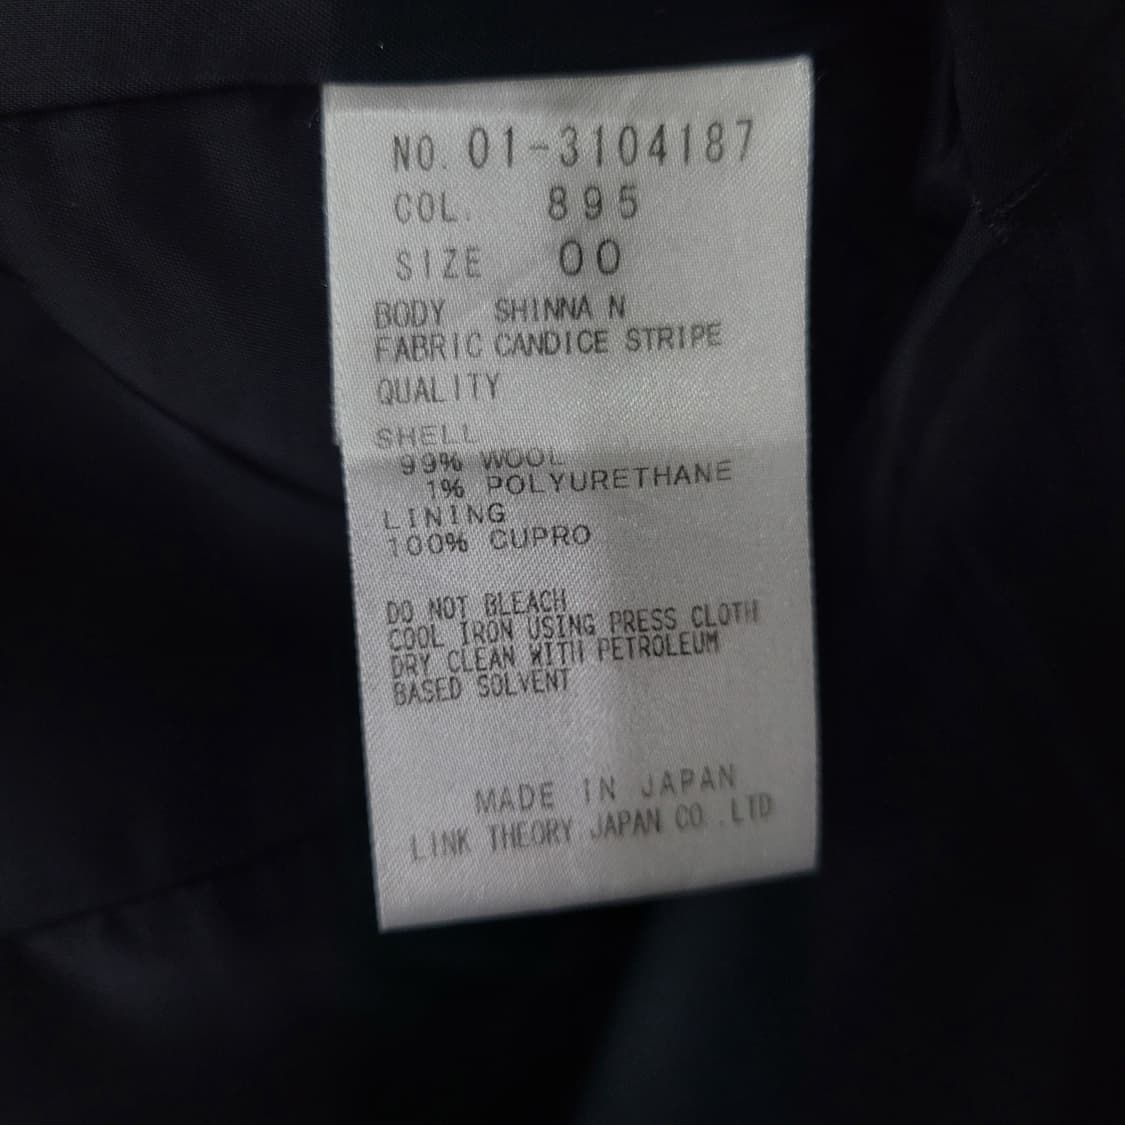 NO. 01-3104187
COL. 895
SIZE 00
BODY SHINNA N
FABRIC CANDICE STRIPE
QUALITY
SHELL
99% WOOL
1% POLYURETHANE
LINING
100% CUPRO
DO NOT BLEACH
COOL IRON USING PRESS CLOTH
DRY CLEAN WITH PETROLEUM
BASED SOLVENT
MADE IN JAPAN
LINK THEORY JAPAN CO.,LTD